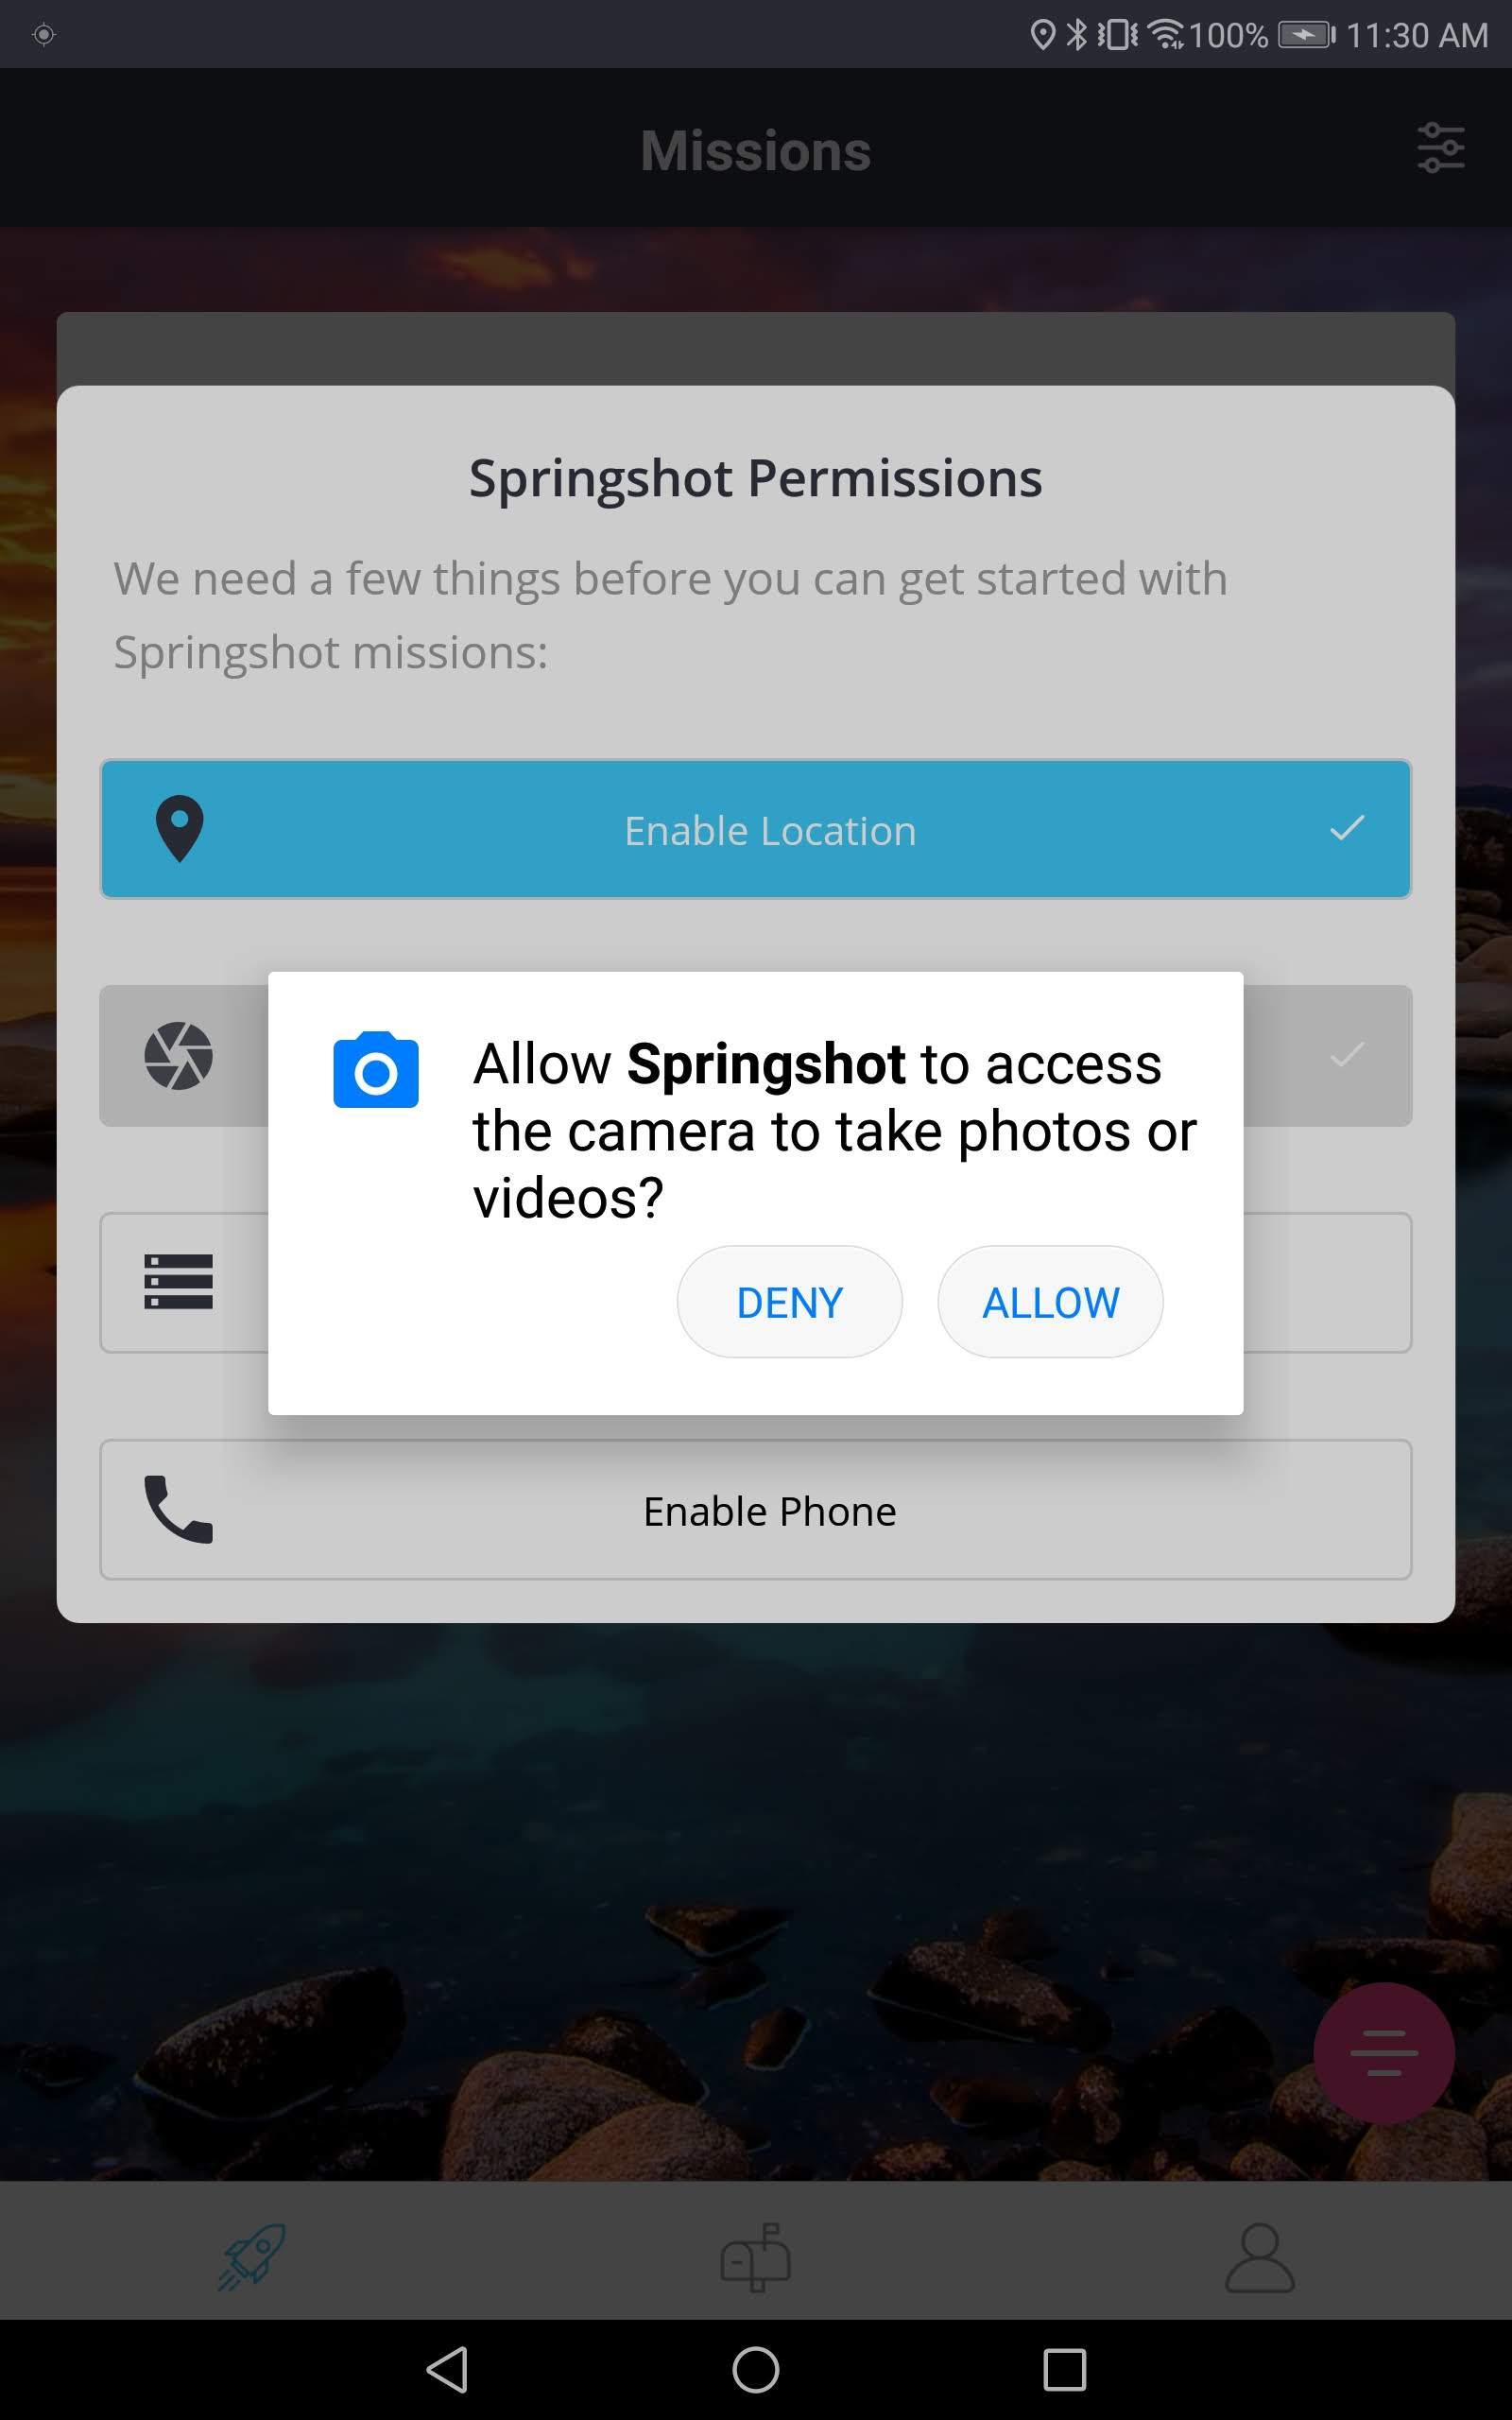 100% 11:30 AM
Missions
Springshot Permissions
We need a few things before you can get started with
Springshot missions:
Enable Location
Allow Springshot to access
the camera to take photos or
videos?
DENY ALLOW
Enable Phone